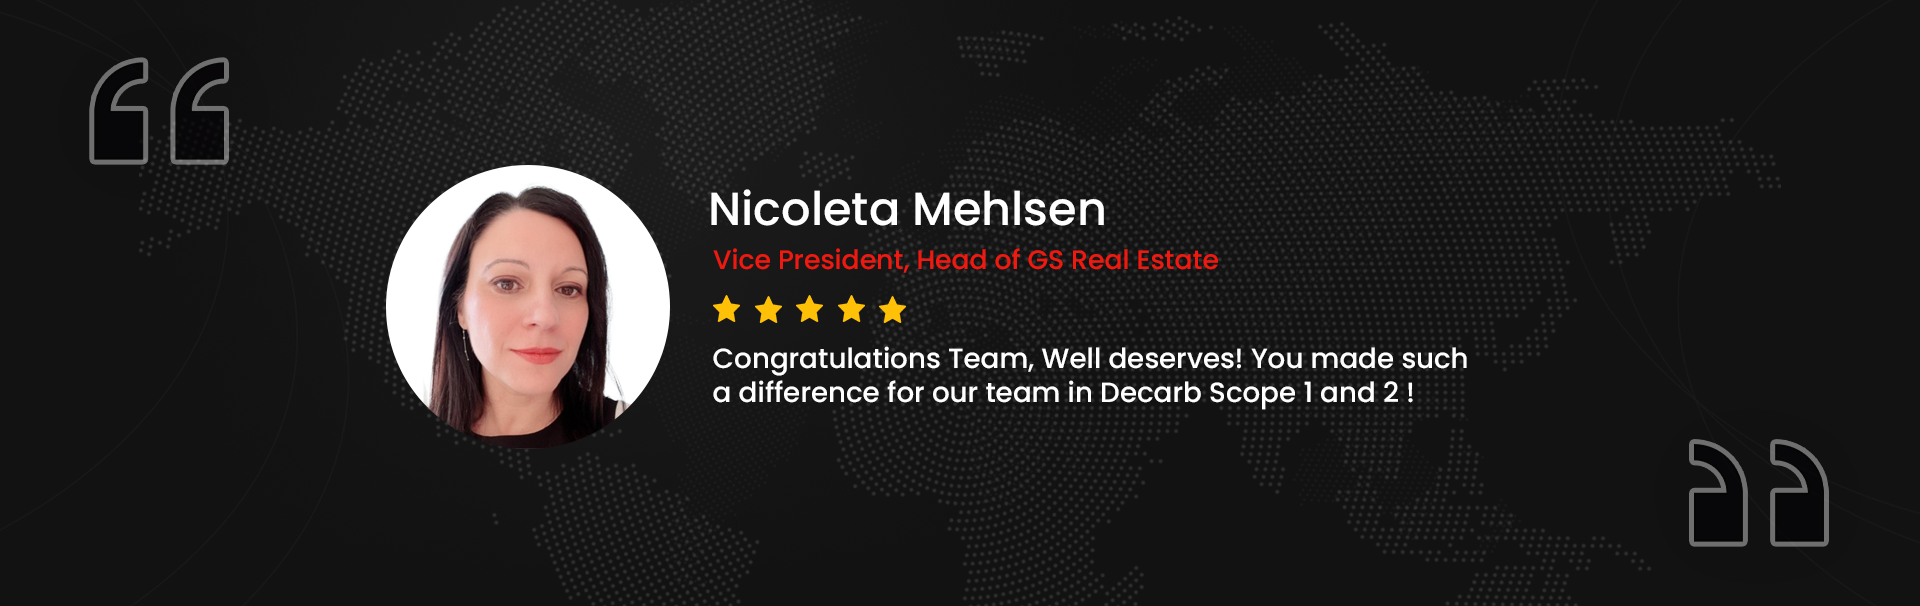 Nicoleta Mehlsen
Vice President, Head of GS Real Estate
Congratulations Team, Well deserves! You made such
a difference for our team in Decarb Scope 1 and 2 !